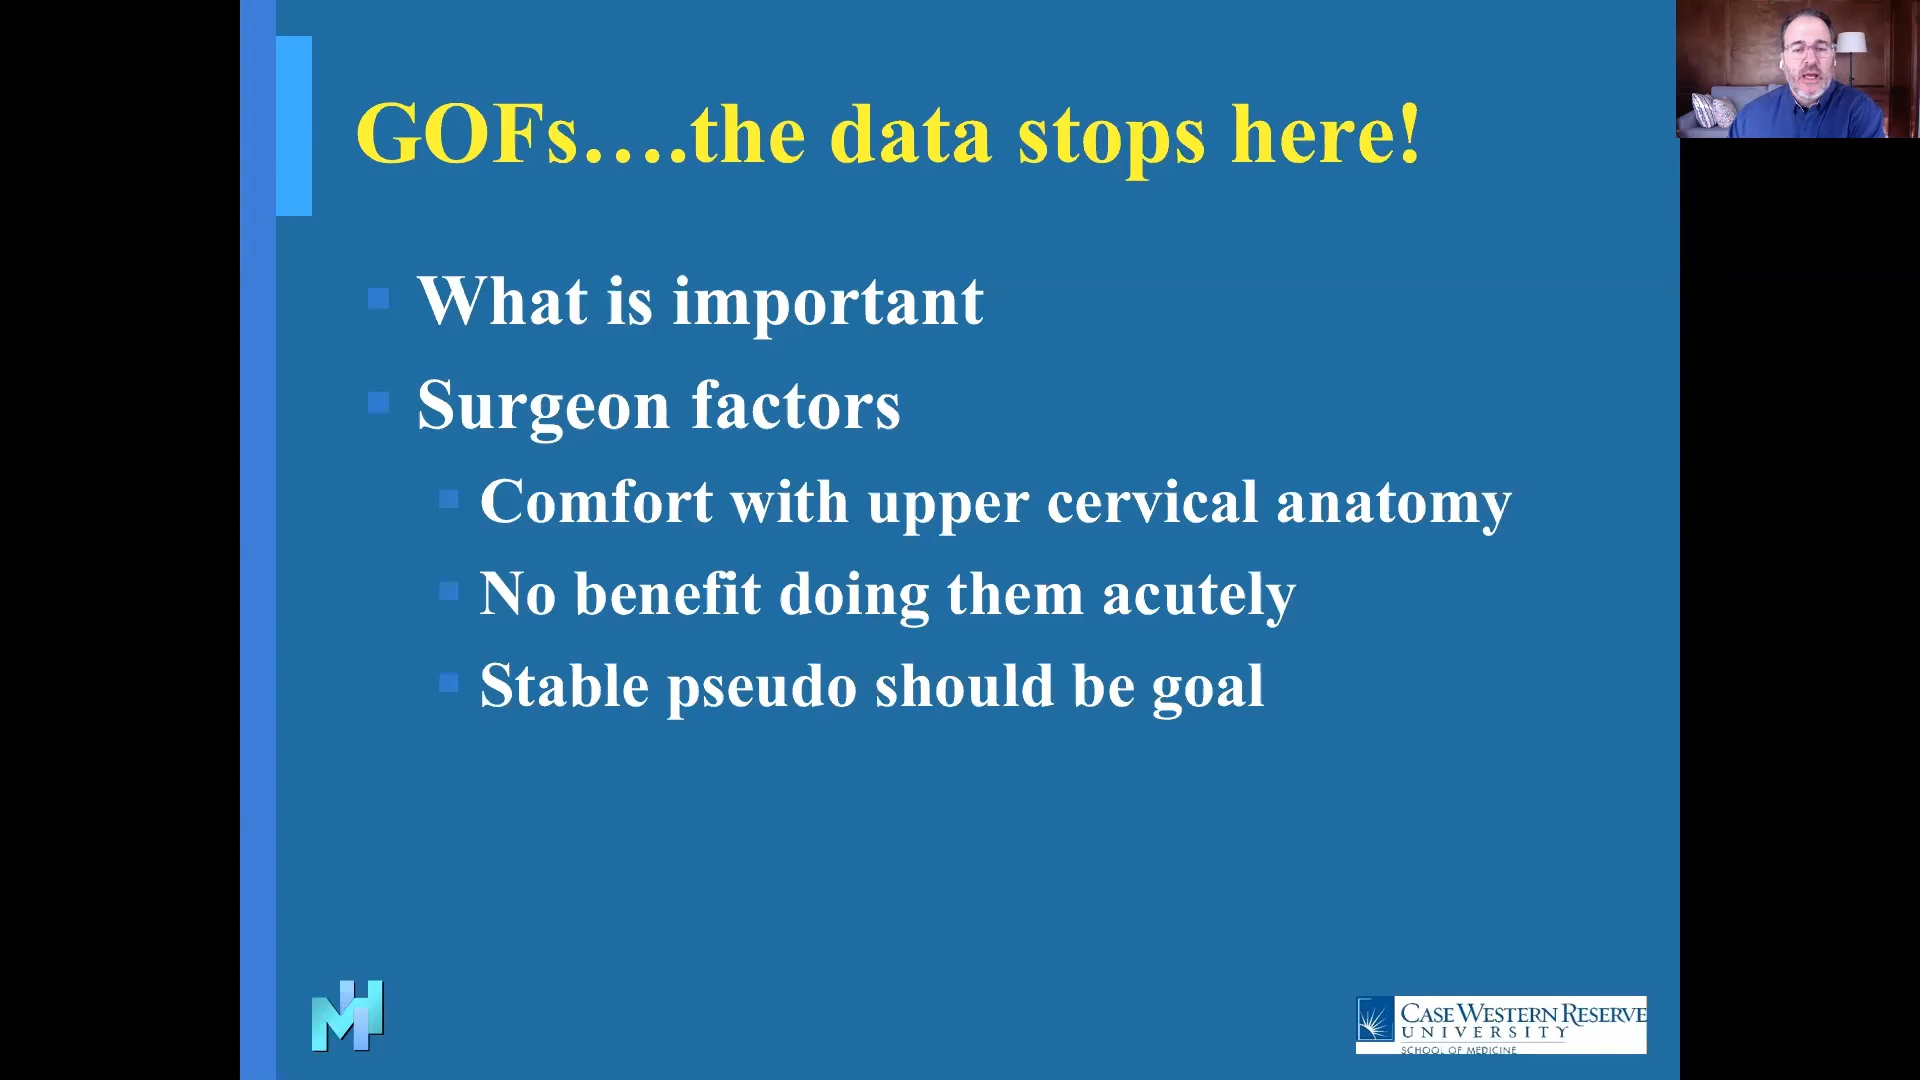 GOFs….the data stops here!
What is important
Surgeon factors
Comfort with upper cervical anatomy
No benefit doing them acutely
Stable pseudo should be goal
MH
CASE WESTERN RESERVE
UNIVERSITY
SCHOOL OF MEDICINE